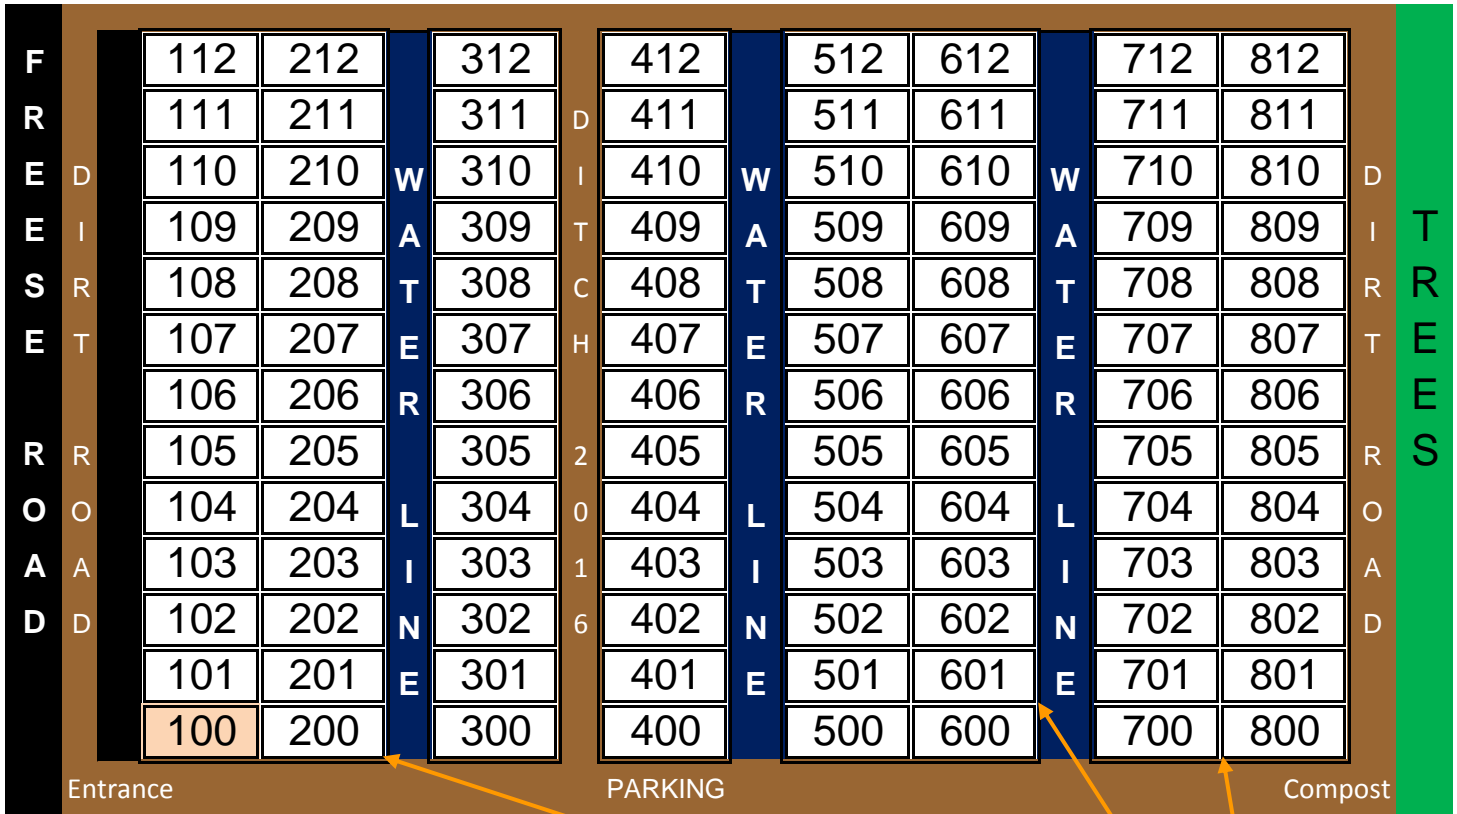 FREESE ROAD
DIRT ROAD
112 212 312 412 512 612 712 812
111 211 311 411 511 611 711 811
110 210 310 410 510 610 710 810
109 209 309 409 509 609 709 809
108 208 308 408 508 608 708 808
107 207 307 407 507 607 707 807
106 206 306 406 506 606 706 806
105 205 305 405 505 605 705 805
104 204 304 404 504 604 704 804
103 203 303 403 503 603 703 803
102 202 302 402 502 602 702 802
101 201 301 401 501 601 701 801
100 200 300 400 500 600 700 800
WATER LINE
DITCH 2016
WATER LINE
WATER LINE
DIRT ROAD
TREES
Entrance
PARKING
Compost